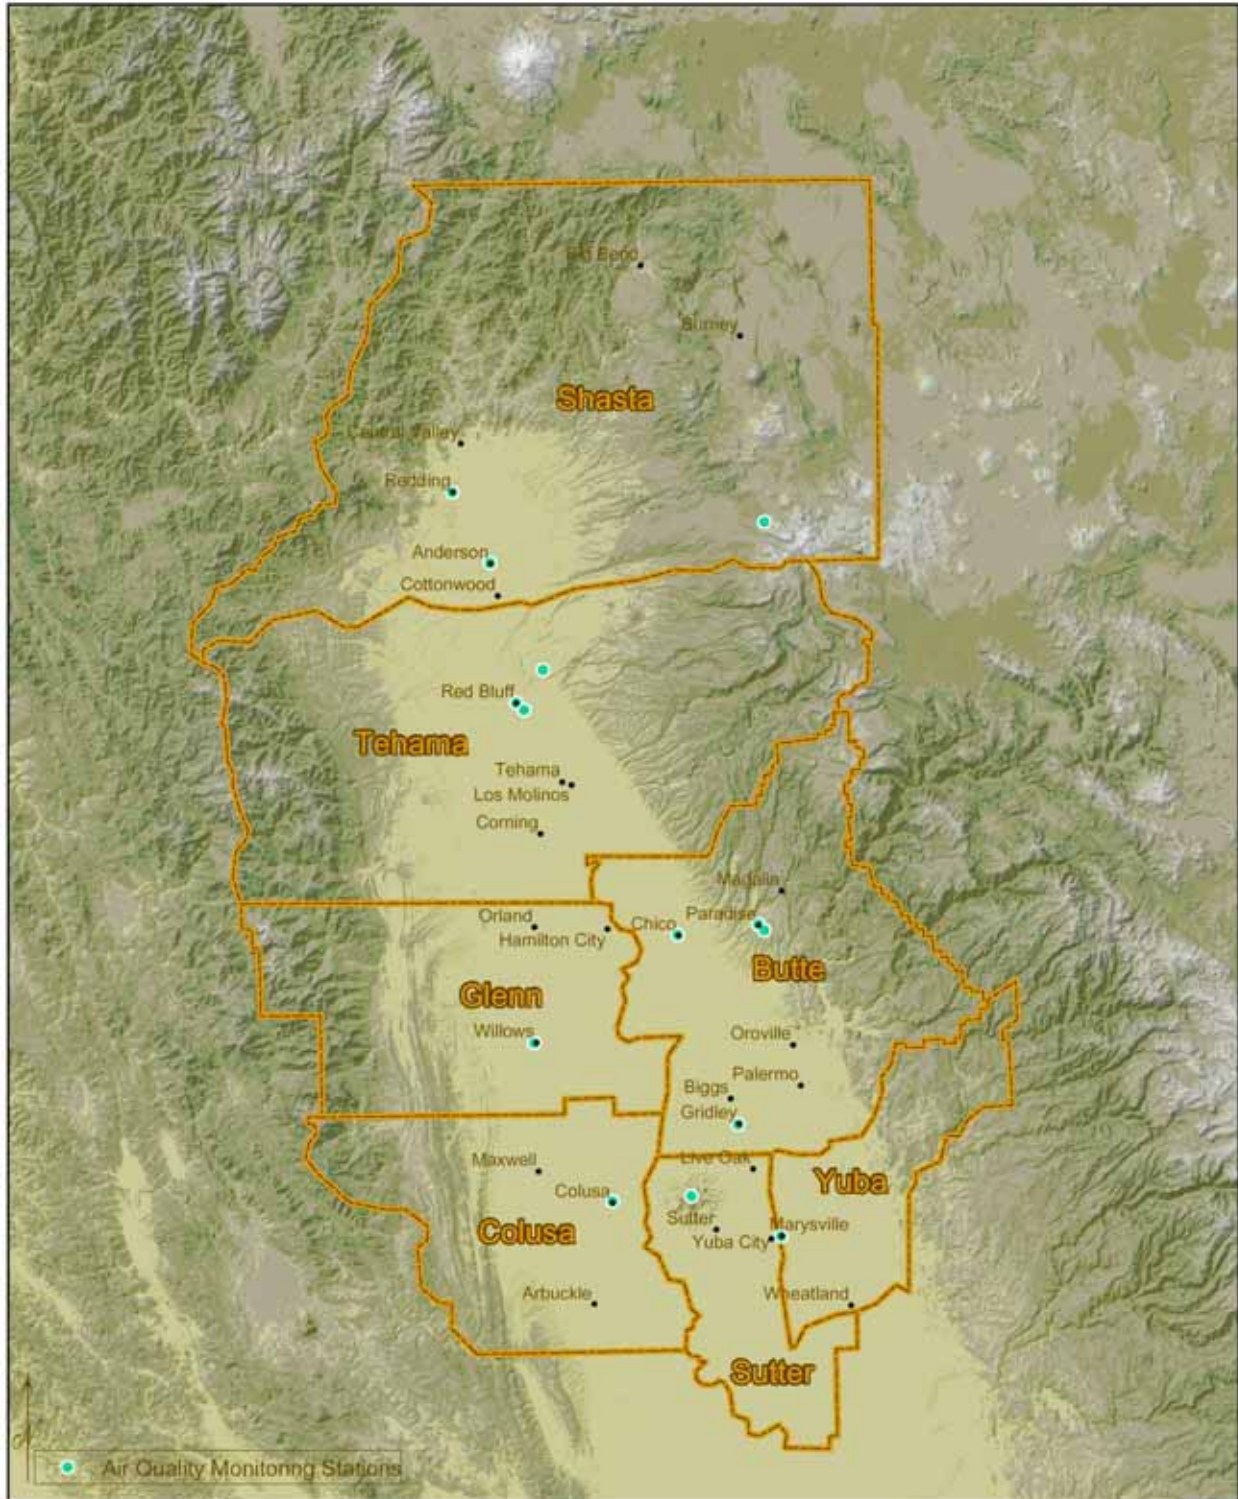 Big Bend
Burney
Shasta
Central Valley
Redding
Anderson
Cottonwood
Red Bluff
Tehama
Tehama
Los Molinos
Corning
Magalia
Orland
Hamilton City
Chico
Paradise
Butte
Glenn
Willows
Oroville
Palermo
Biggs
Gridley
Live Oak
Maxwell
Colusa
Yuba
Colusa
Sutter
Marysville
Yuba City
Arbuckle
Wheatland
Sutter
Air Quality Monitoring Stations